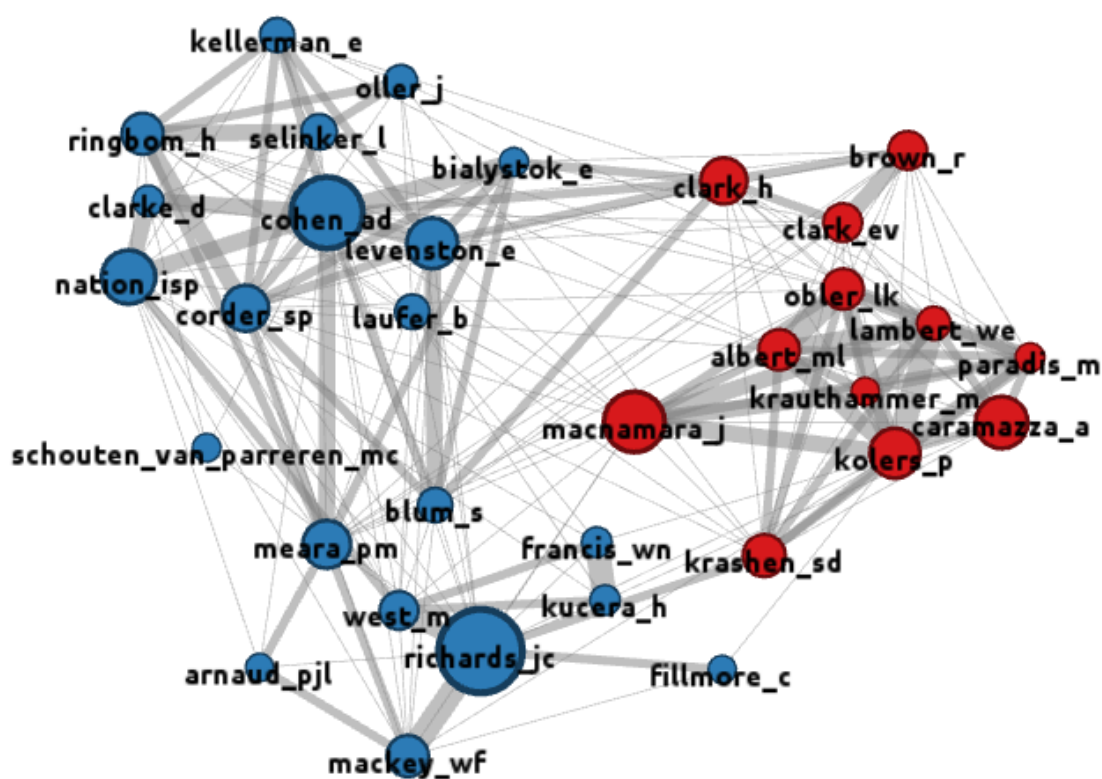 kellerman_e
oller_j
ringbom_h
selinker_l
brown_r
bialystok_e
clark_h
clarke_d
cohen_ad
clark_ev
levenston_e
nation_isp
obler_lk
corder_sp
laufer_b
lambert_we
albert_ml
paradis_m
krauthammer_m
macnamara_j
caramazza_a
schouten_van_parreren_mc
kolers_p
blum_s
meara_pm
francis_wn
krashen_sd
kucera_h
west_m
richards_jc
arnaud_pjl
fillmore_c
mackey_wf